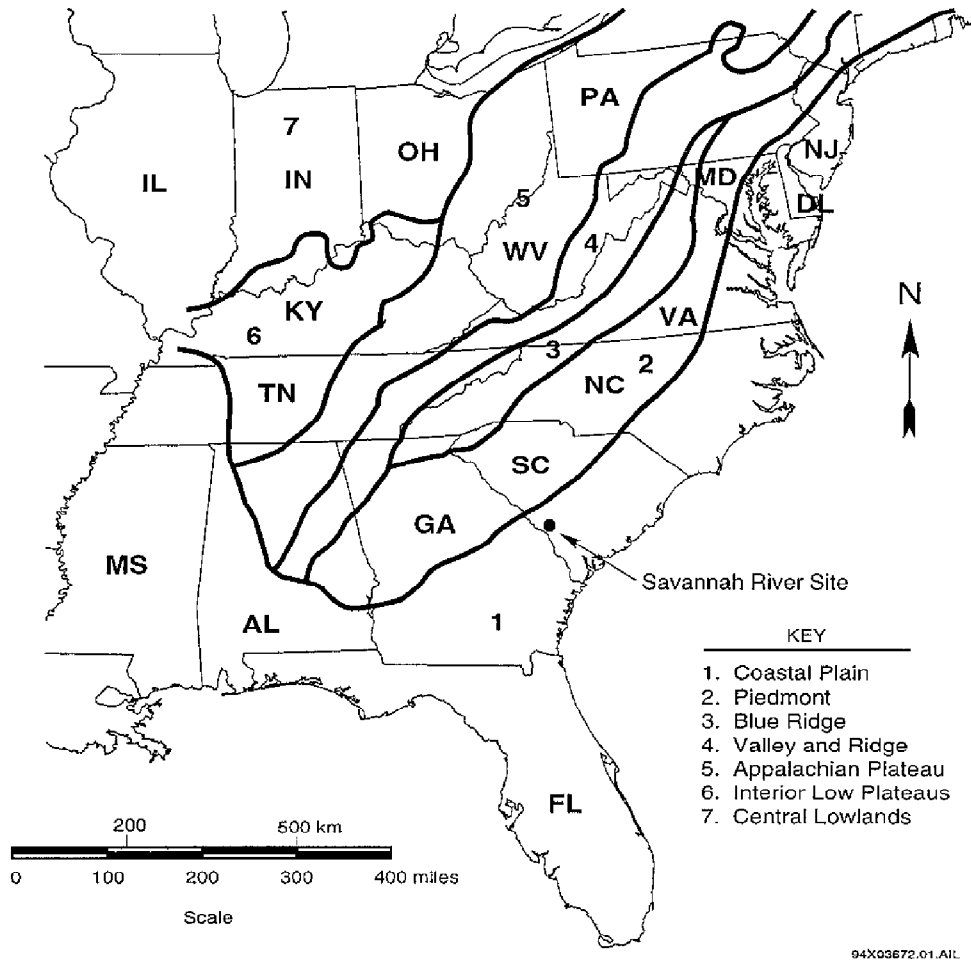 PA
7
OH
NJ
IL
IN
MD
5
DL
4
WV
N
KY
VA
6
3
2
TN
NC
SC
GA
MS
Savannah River Site
1
AL
KEY
1. Coastal Plain
2. Piedmont
3. Blue Ridge
4. Valley and Ridge
5. Appalachian Plateau
6. Interior Low Plateaus
7. Central Lowlands
FL
200 500 km
0 100 200 300 400 miles
Scale
94X03672.01.AIL